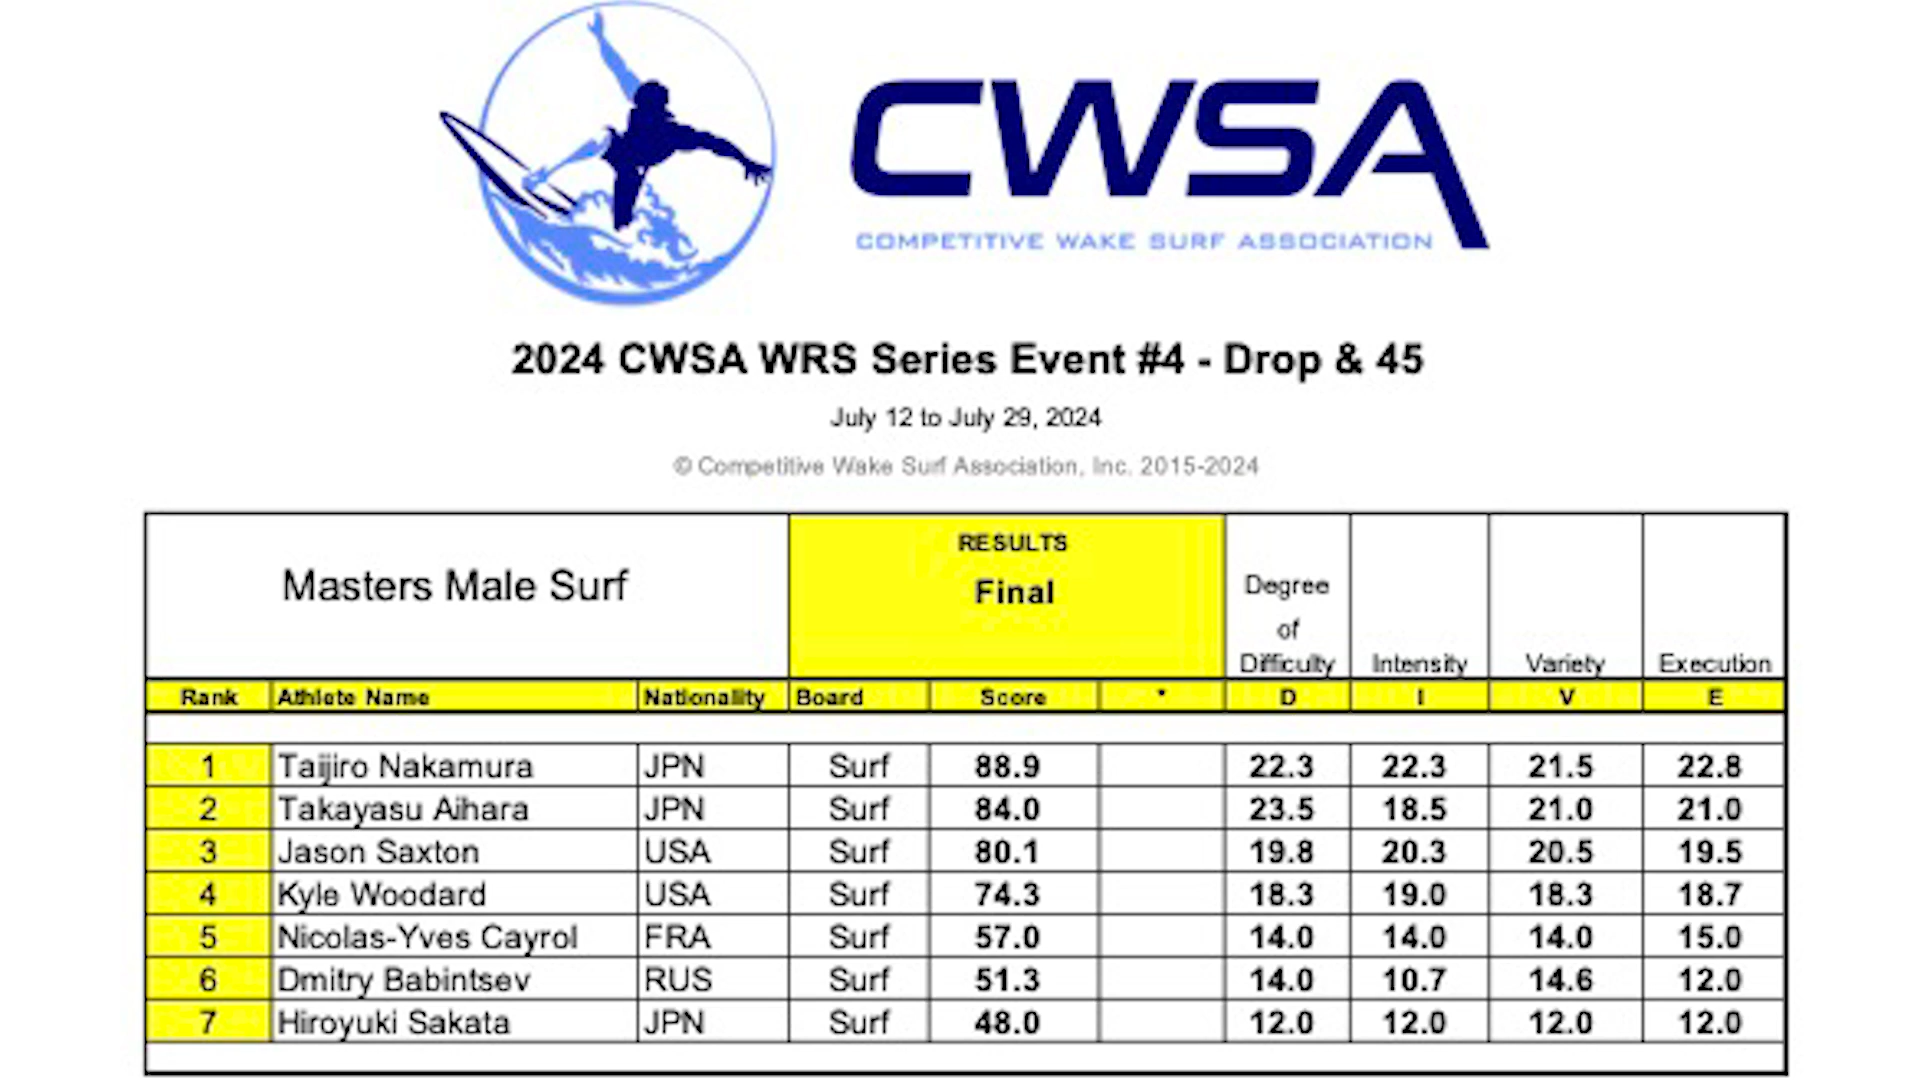 CWSA
COMPETITIVE WAKE SURF ASSOCIATION
2024 CWSA WRS Series Event #4 - Drop & 45
July 12 to July 29, 2024
© Competitive Wake Surf Association, Inc. 2015-2024
Masters Male Surf
RESULTS
Final
Degree
of
Difficulty Intensity Variety Execution
Rank Athlete Name Nationality Board Score * D I V E
1 Taijiro Nakamura JPN Surf 88.9 22.3 22.3 21.5 22.8
2 Takayasu Aihara JPN Surf 84.0 23.5 18.5 21.0 21.0
3 Jason Saxton USA Surf 80.1 19.8 20.3 20.5 19.5
4 Kyle Woodard USA Surf 74.3 18.3 19.0 18.3 18.7
5 Nicolas-Yves Cayrol FRA Surf 57.0 14.0 14.0 14.0 15.0
6 Dmitry Babintsev RUS Surf 51.3 14.0 10.7 14.6 12.0
7 Hiroyuki Sakata JPN Surf 48.0 12.0 12.0 12.0 12.0